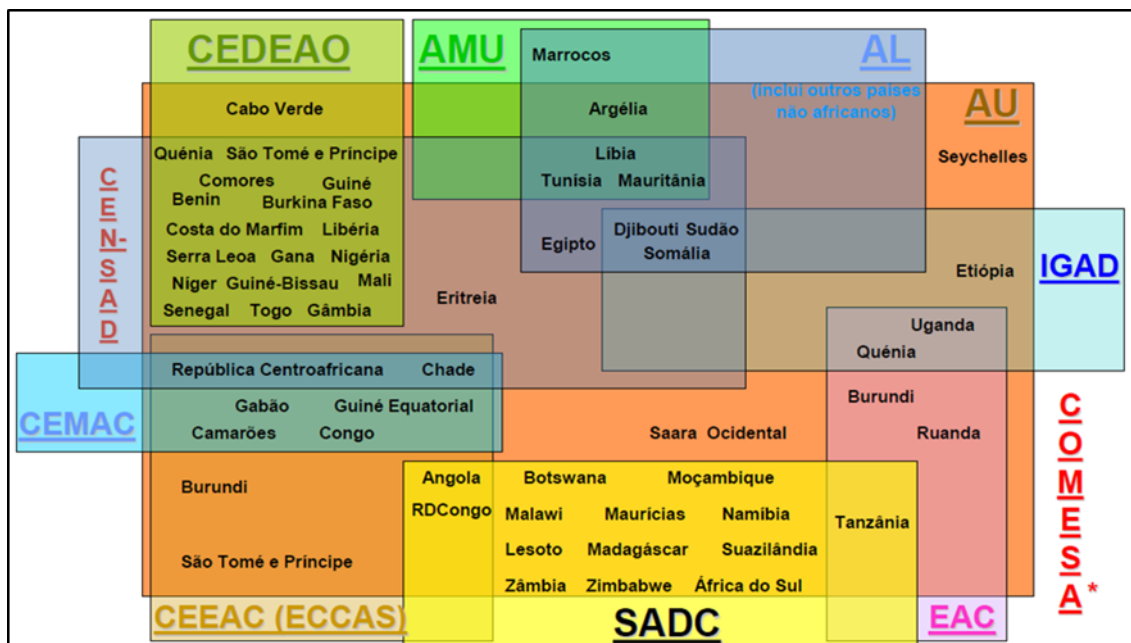 CEDEAO
AMU
Marrocos
AL
(inclui outros países
não africanos)
AU
Cabo Verde
Argélia
Quénia São Tomé e Príncipe
Líbia
Seychelles
Comores Guiné
Tunísia Mauritânia
Benin Burkina Faso
CEN-SAD
Costa do Marfim Libéria
Djibouti Sudão
Egipto
Somália
Serra Leoa Gana Nigéria
Etiópia
IGAD
Níger Guiné-Bissau Mali
Eritreia
Senegal Togo Gâmbia
Uganda
Quénia
República Centroafricana Chade
CEMAC
Gabão Guiné Equatorial
Burundi
Camarões Congo
Saara Ocidental
Ruanda
COMESA*
Burundi
Angola Botswana Moçambique
RDCongo Malawi Maurícias Namíbia
Tanzânia
Lesoto Madagáscar Suazilândia
São Tomé e Príncipe
Zâmbia Zimbabwe África do Sul
CEEAC (ECCAS)
SADC
EAC